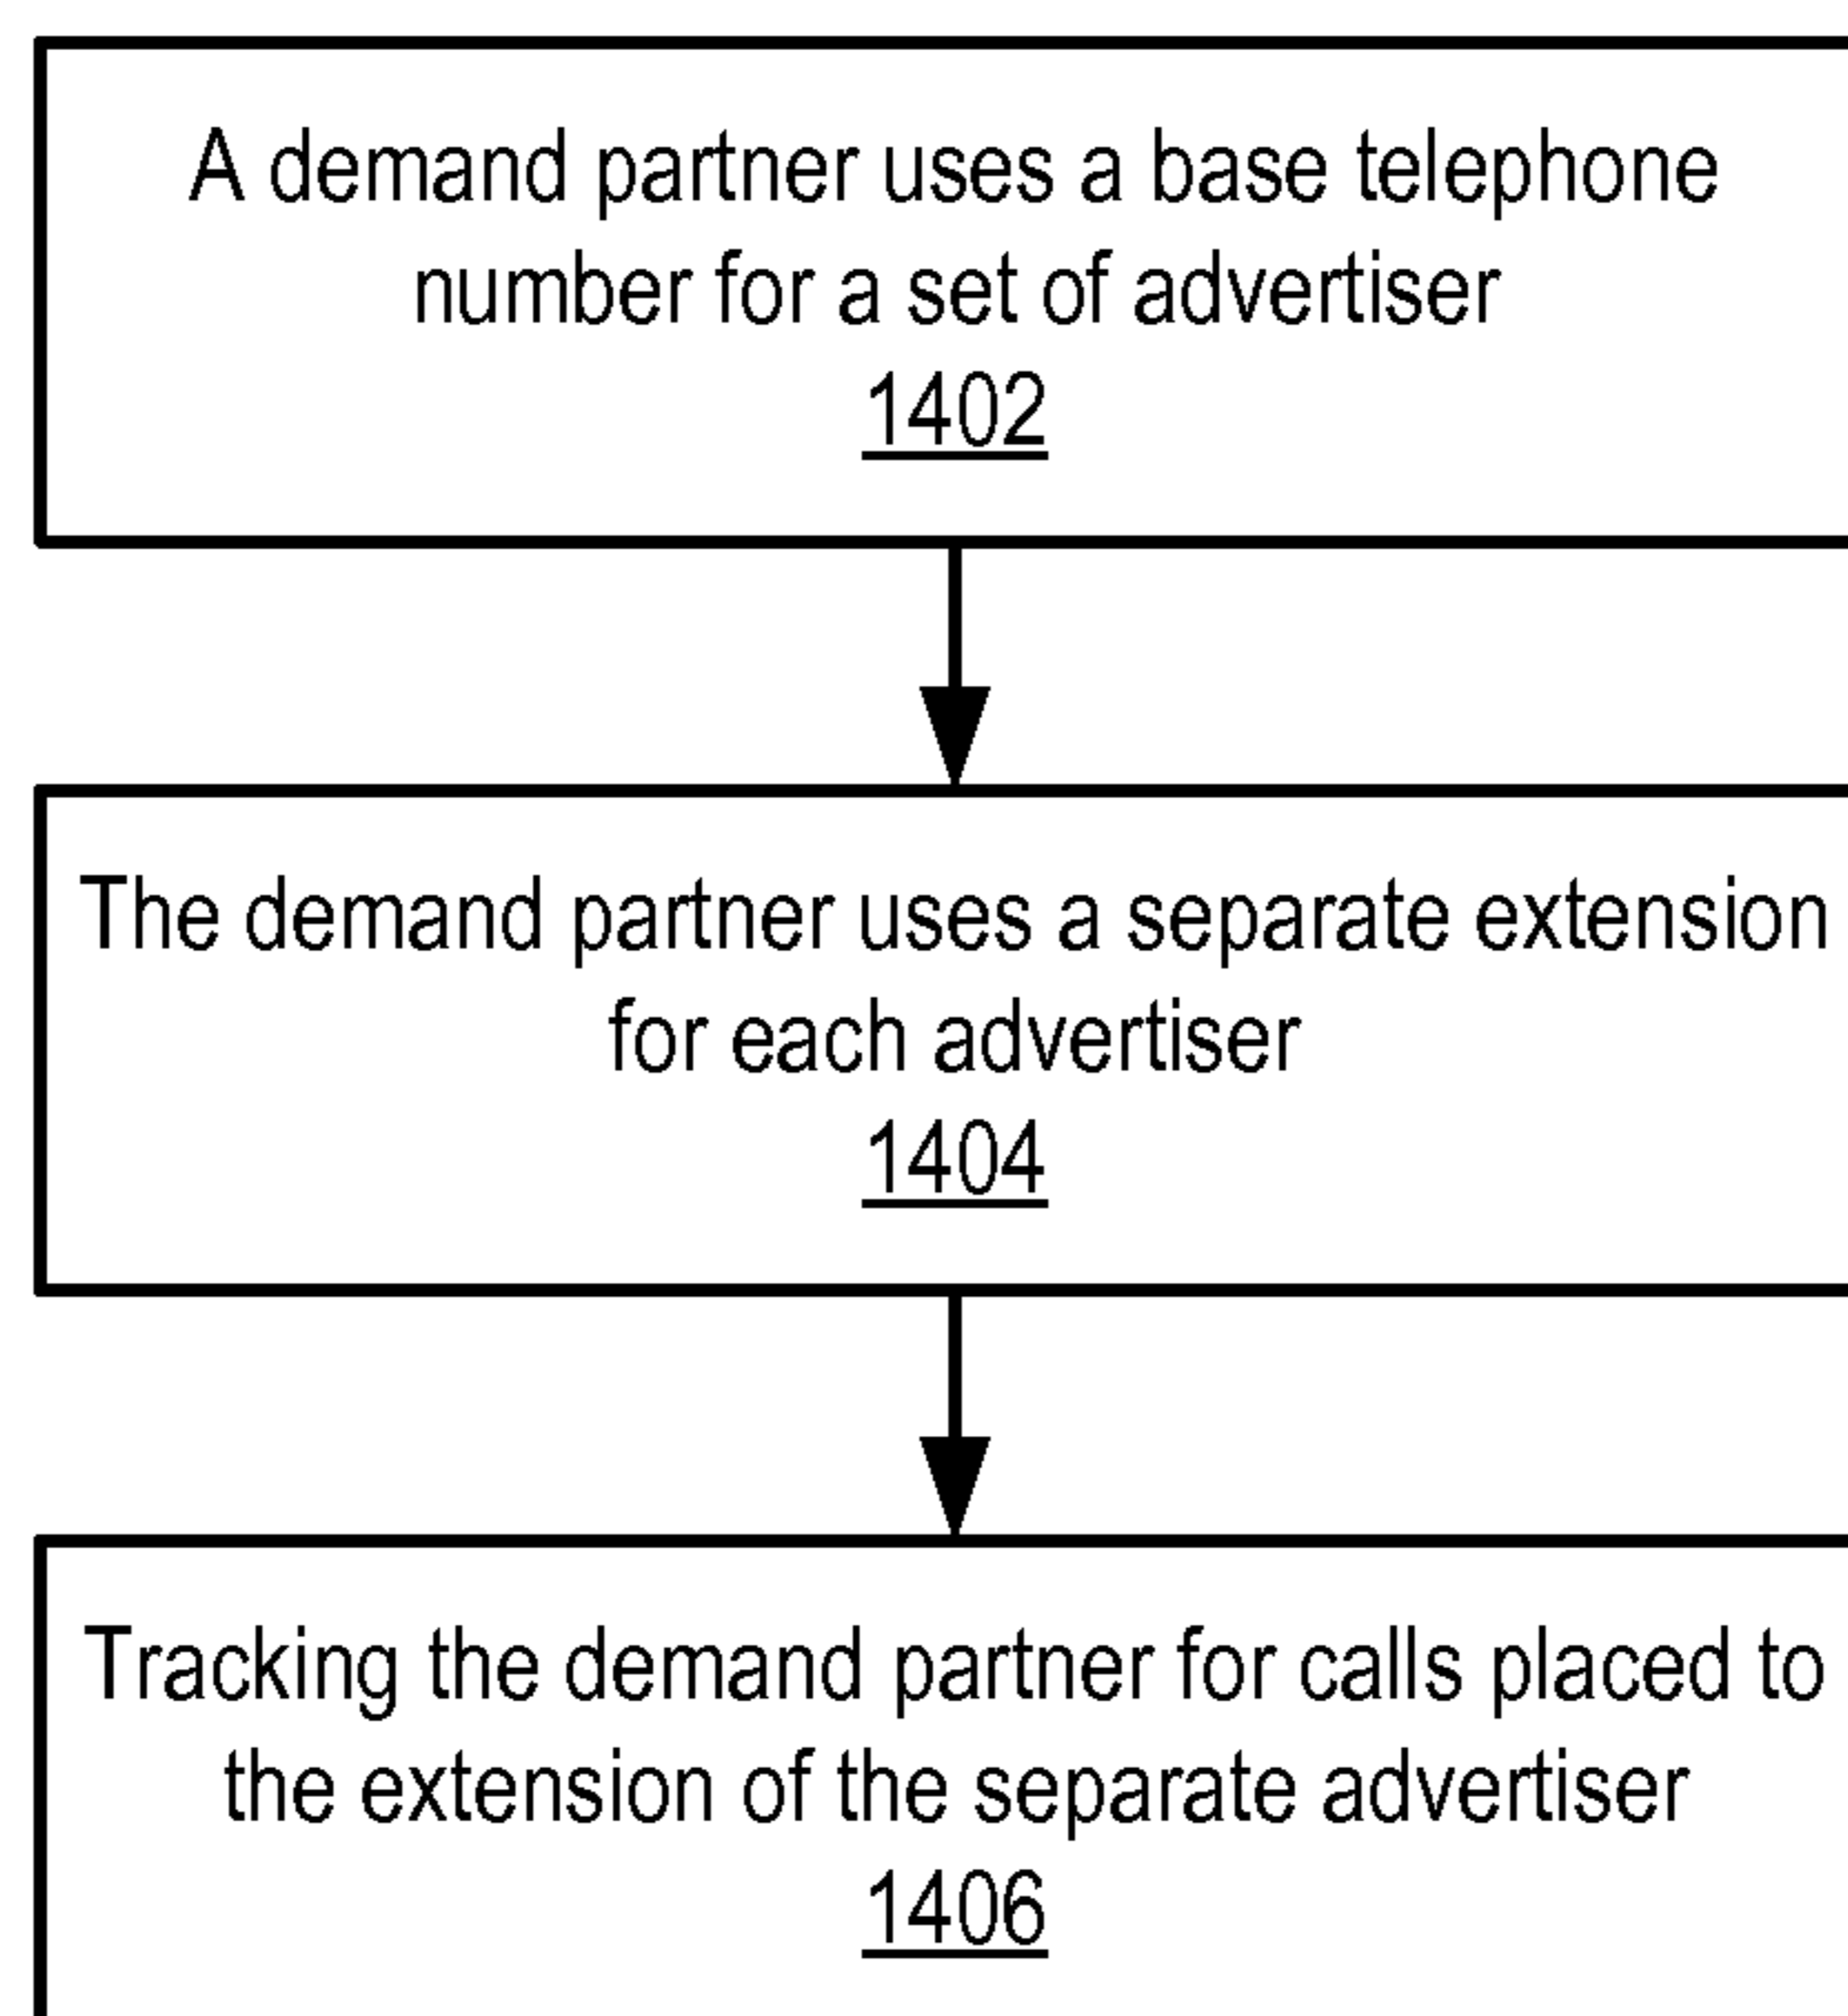 A demand partner uses a base telephone
number for a set of advertiser
1402
The demand partner uses a separate extension
for each advertiser
1404
Tracking the demand partner for calls placed to
the extension of the separate advertiser
1406